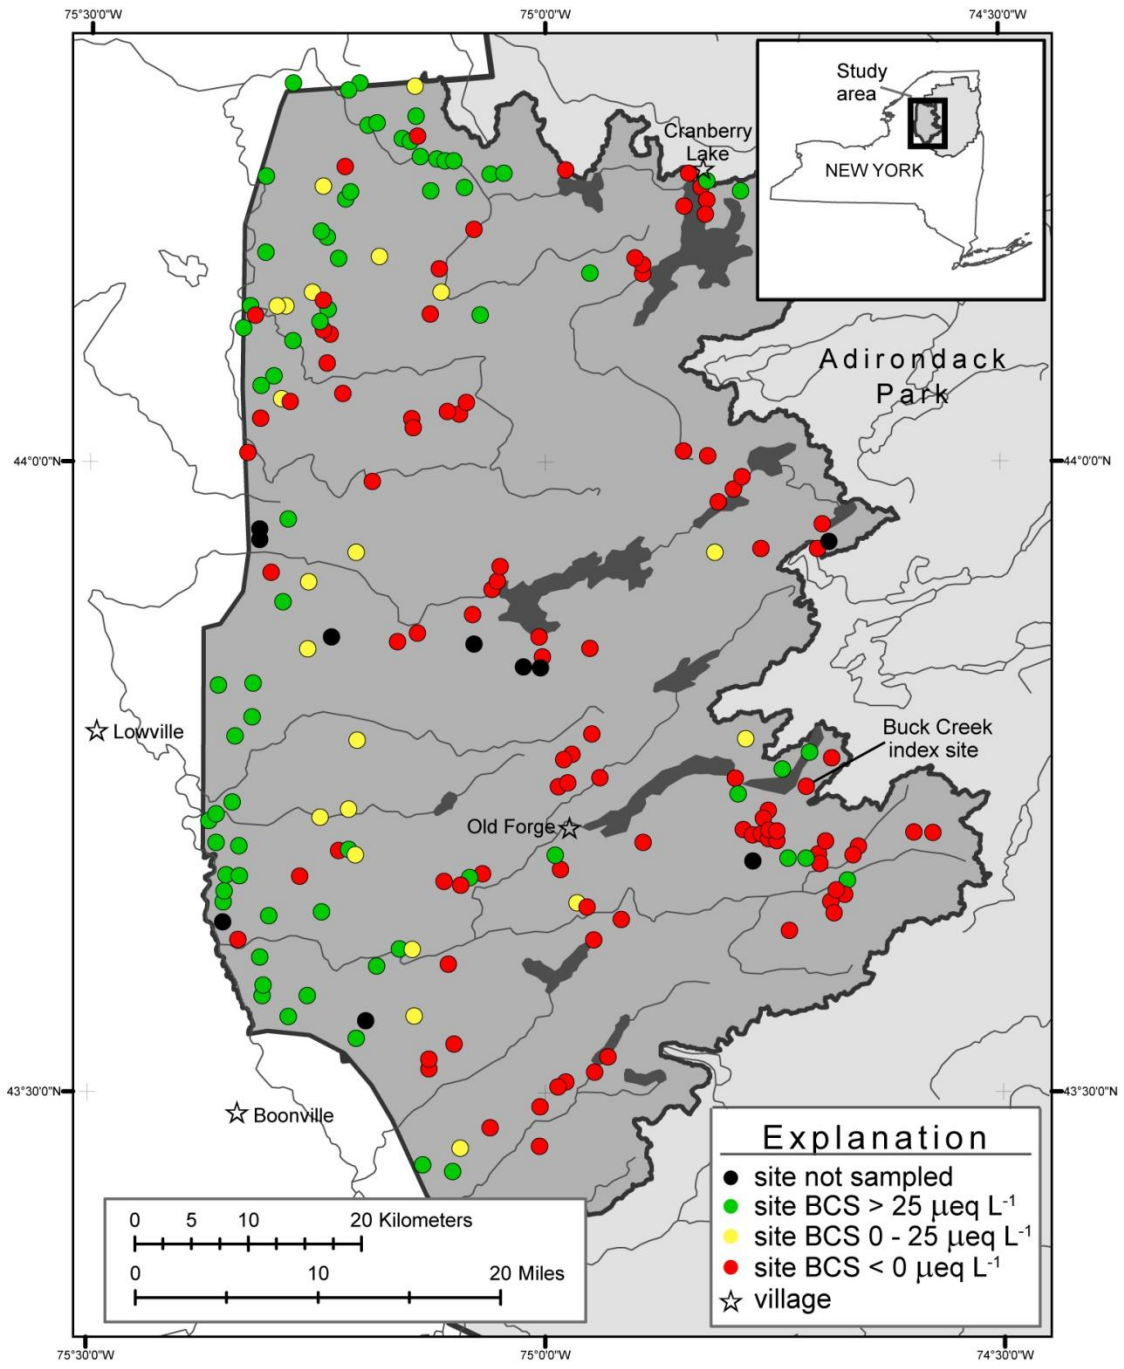 75°30'0"W
75°0'0"W
74°30'0"W
Study
area
NEW YORK
Cranberry
Lake
Adirondack
Park
44°0'0"N
44°0'0"N
Lowville
Buck Creek
index site
Old Forge
43°30'0"N
43°30'0"N
Boonville
Explanation
site not sampled
site BCS > 25 µeq L⁻¹
site BCS 0 - 25 µeq L⁻¹
site BCS < 0 µeq L⁻¹
village
0 5 10 20 Kilometers
0 10 20 Miles
75°30'0"W
75°0'0"W
74°30'0"W